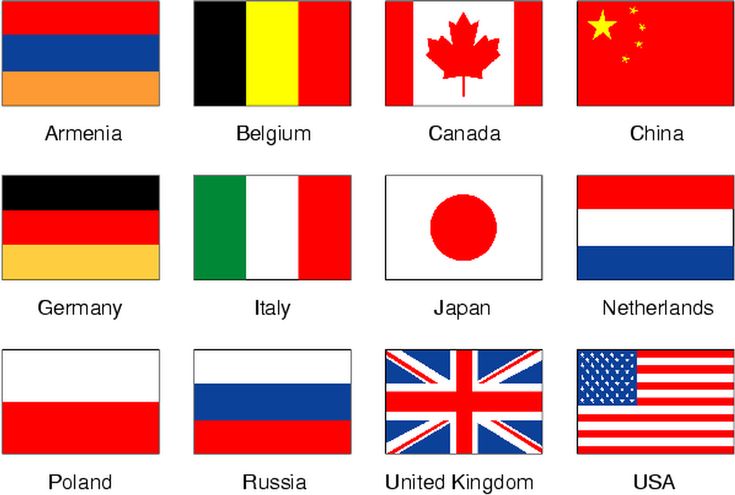 Armenia Belgium Canada China
Germany Italy Japan Netherlands
Poland Russia United Kingdom USA